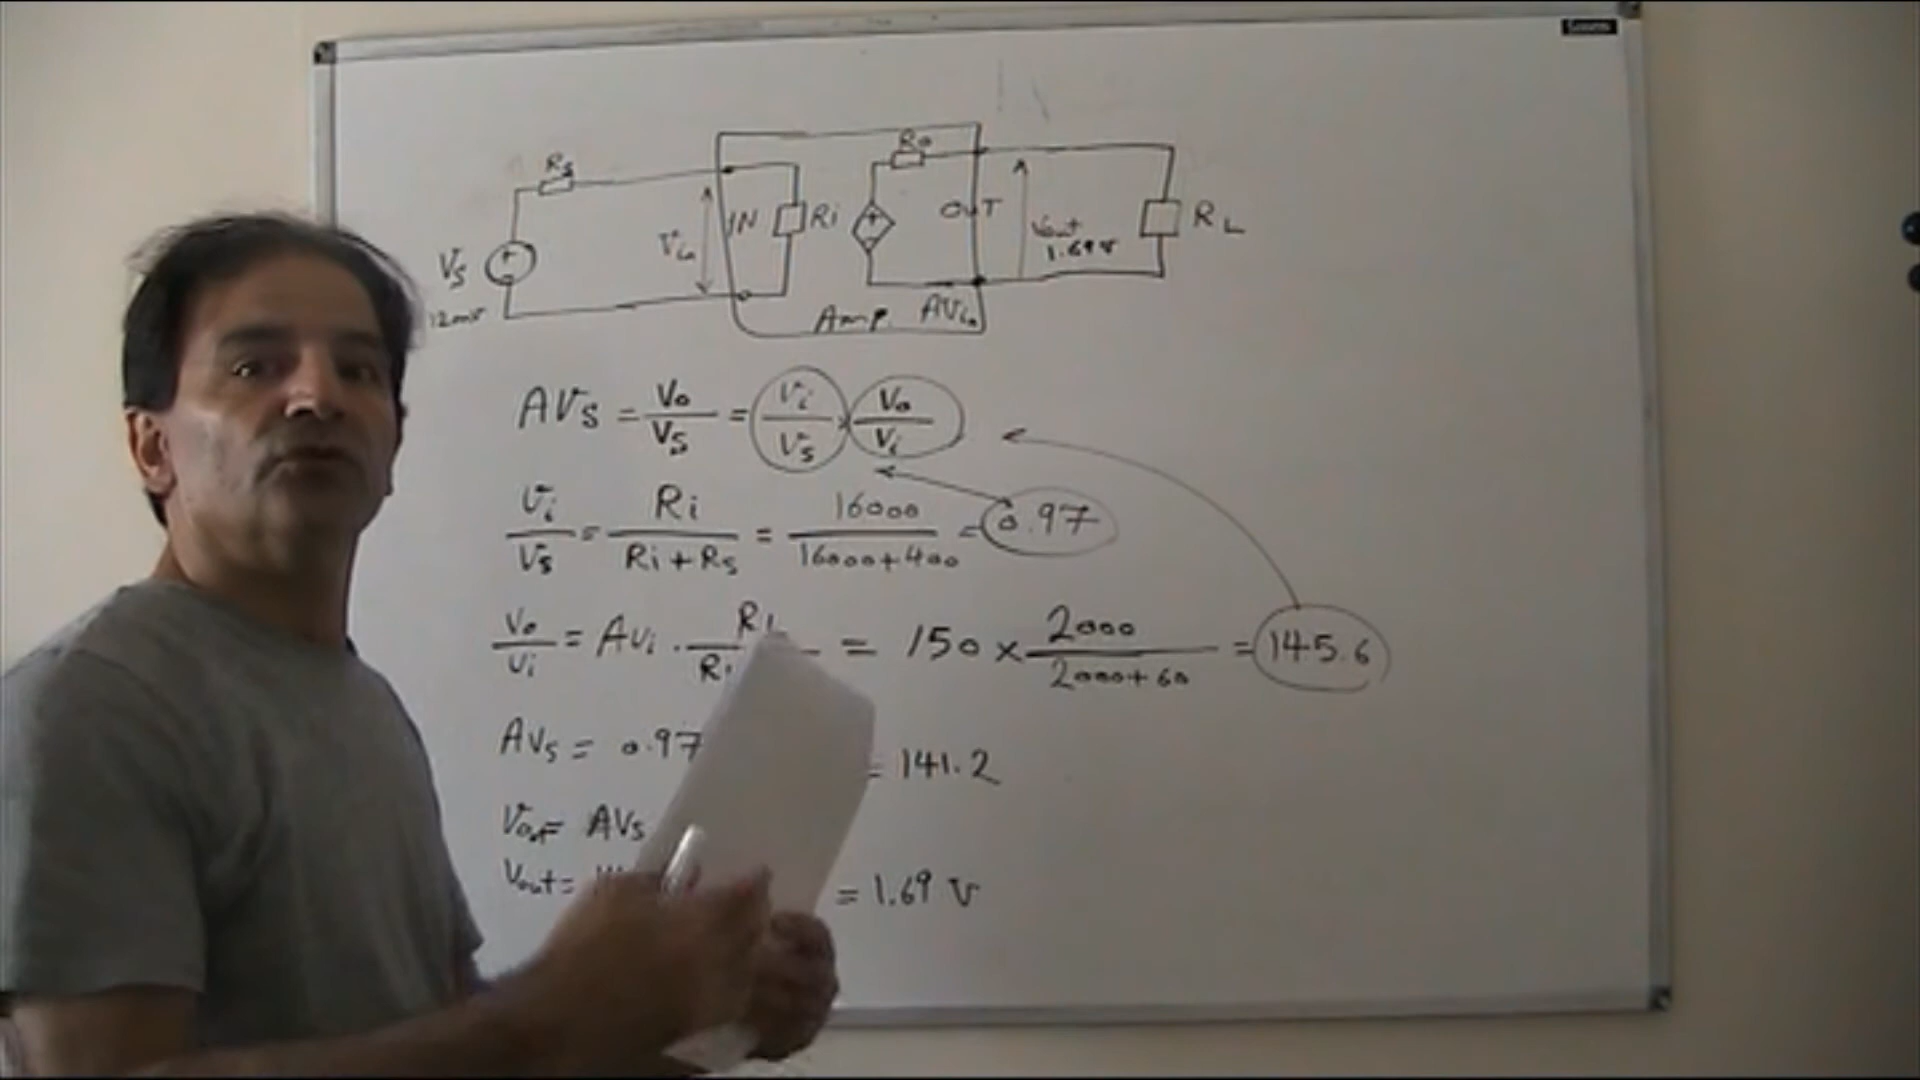 Rs
Ro
Vs
12mv
Vin
IN
Ri
OUT
Vout
1.69v
RL
Amp.
AVin
AVs = Vo/Vs = Vi/Vs × Vo/Vi
Vi/Vs = Ri/(Ri+Rs) = 16000/(16000+400) = 0.97
Vo/Vi = Avi . RL/R = 150 × 2000/(2000+60) = 145.6
AVs = 0.97 = 141.2
Vout = AVs
Vout = = 1.69 V